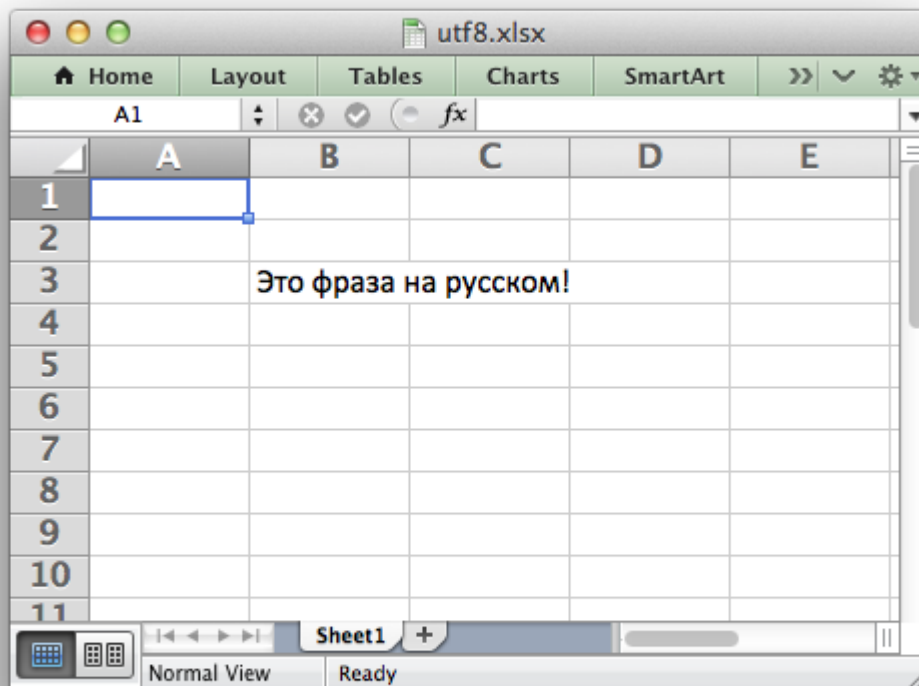 utf8.xlsx
Home Layout Tables Charts SmartArt
A1 fx
A B C D E
1
2
3 Это фраза на русском!
4
5
6
7
8
9
10
11
Sheet1
Normal View Ready